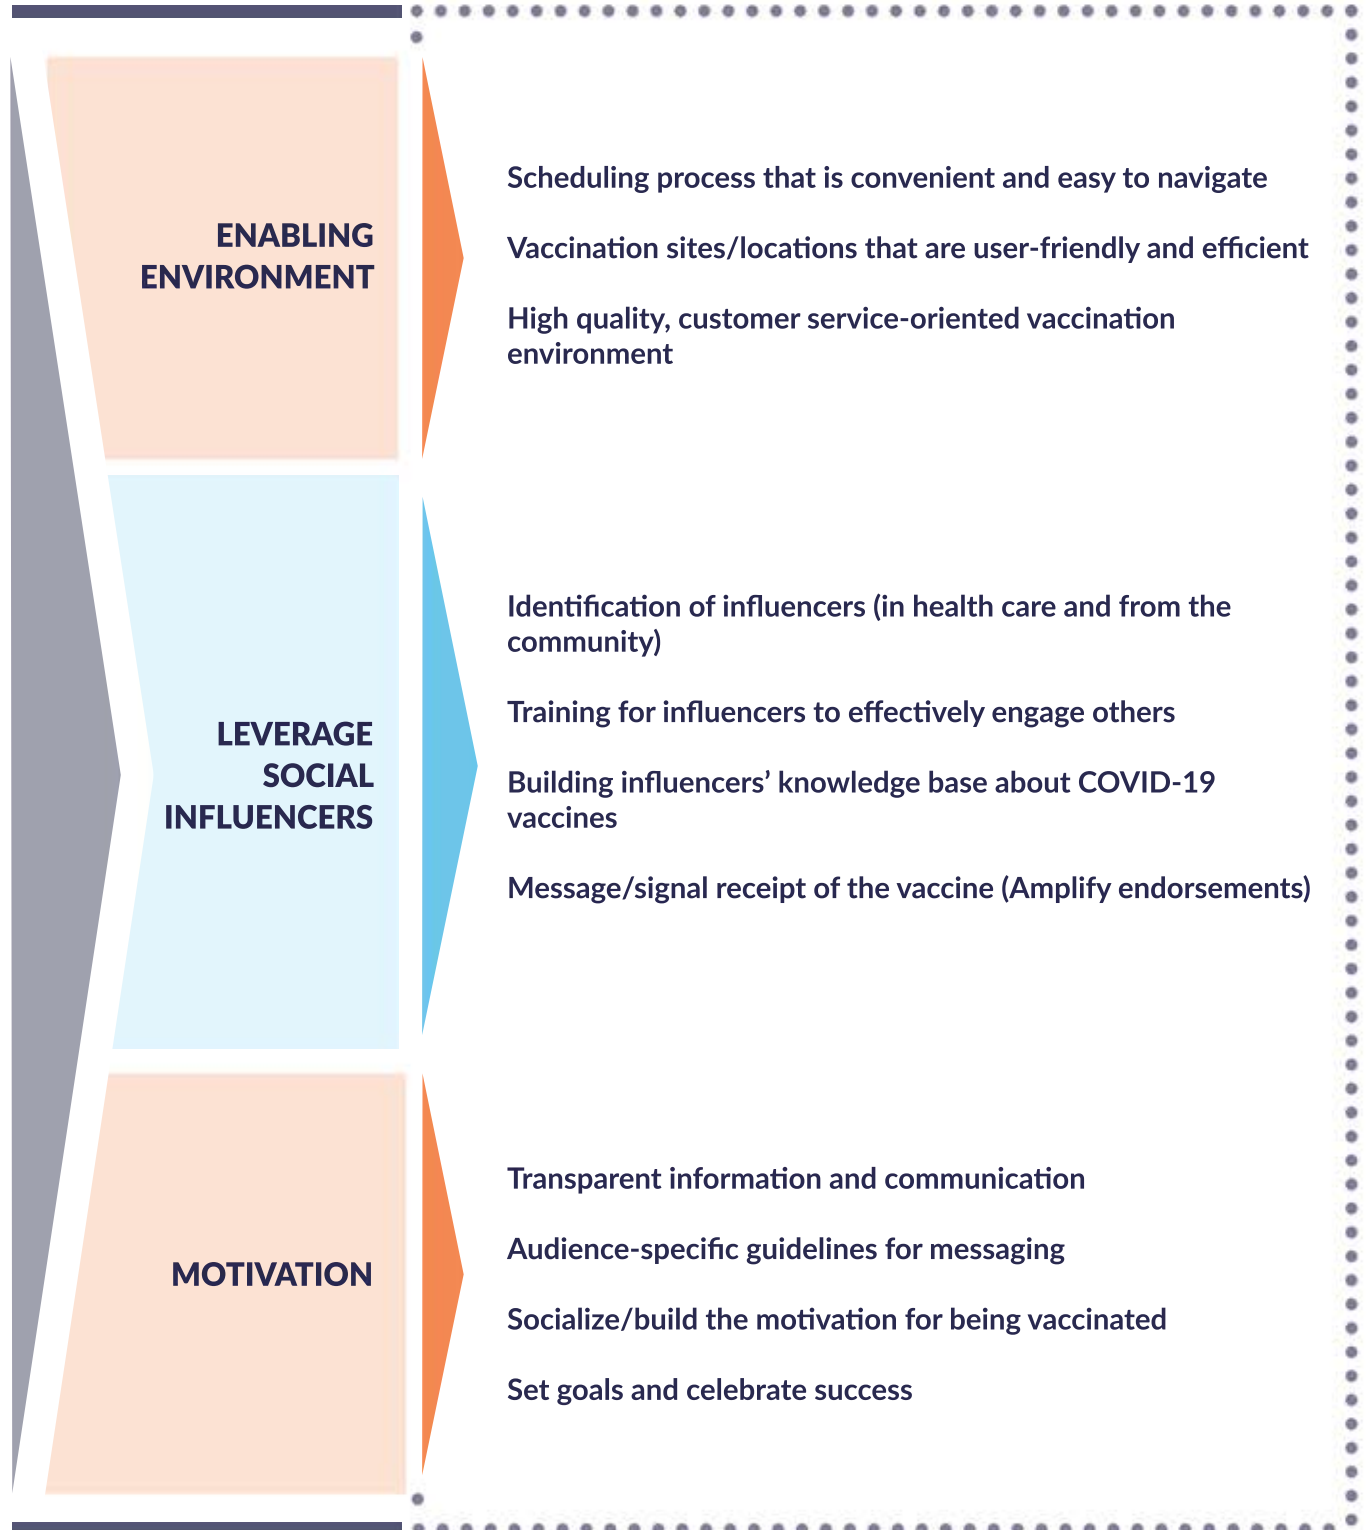 ENABLING
ENVIRONMENT
Scheduling process that is convenient and easy to navigate
Vaccination sites/locations that are user-friendly and efficient
High quality, customer service-oriented vaccination
environment
LEVERAGE
SOCIAL
INFLUENCERS
Identification of influencers (in health care and from the
community)
Training for influencers to effectively engage others
Building influencers’ knowledge base about COVID-19
vaccines
Message/signal receipt of the vaccine (Amplify endorsements)
MOTIVATION
Transparent information and communication
Audience-specific guidelines for messaging
Socialize/build the motivation for being vaccinated
Set goals and celebrate success